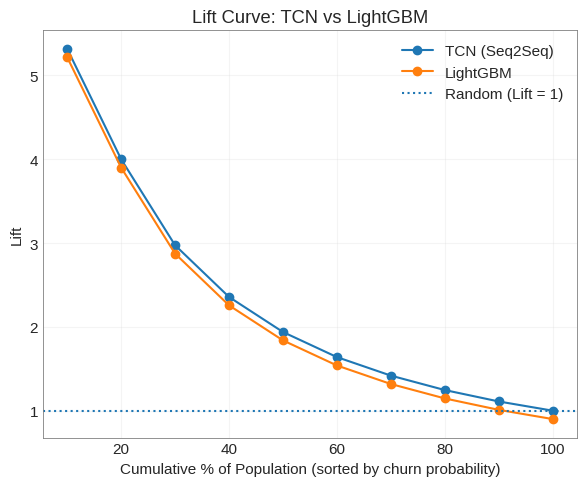 Lift Curve: TCN vs LightGBM
TCN (Seq2Seq)
LightGBM
Random (Lift = 1)
Lift
5
4
3
2
1
20 40 60 80 100
Cumulative % of Population (sorted by churn probability)